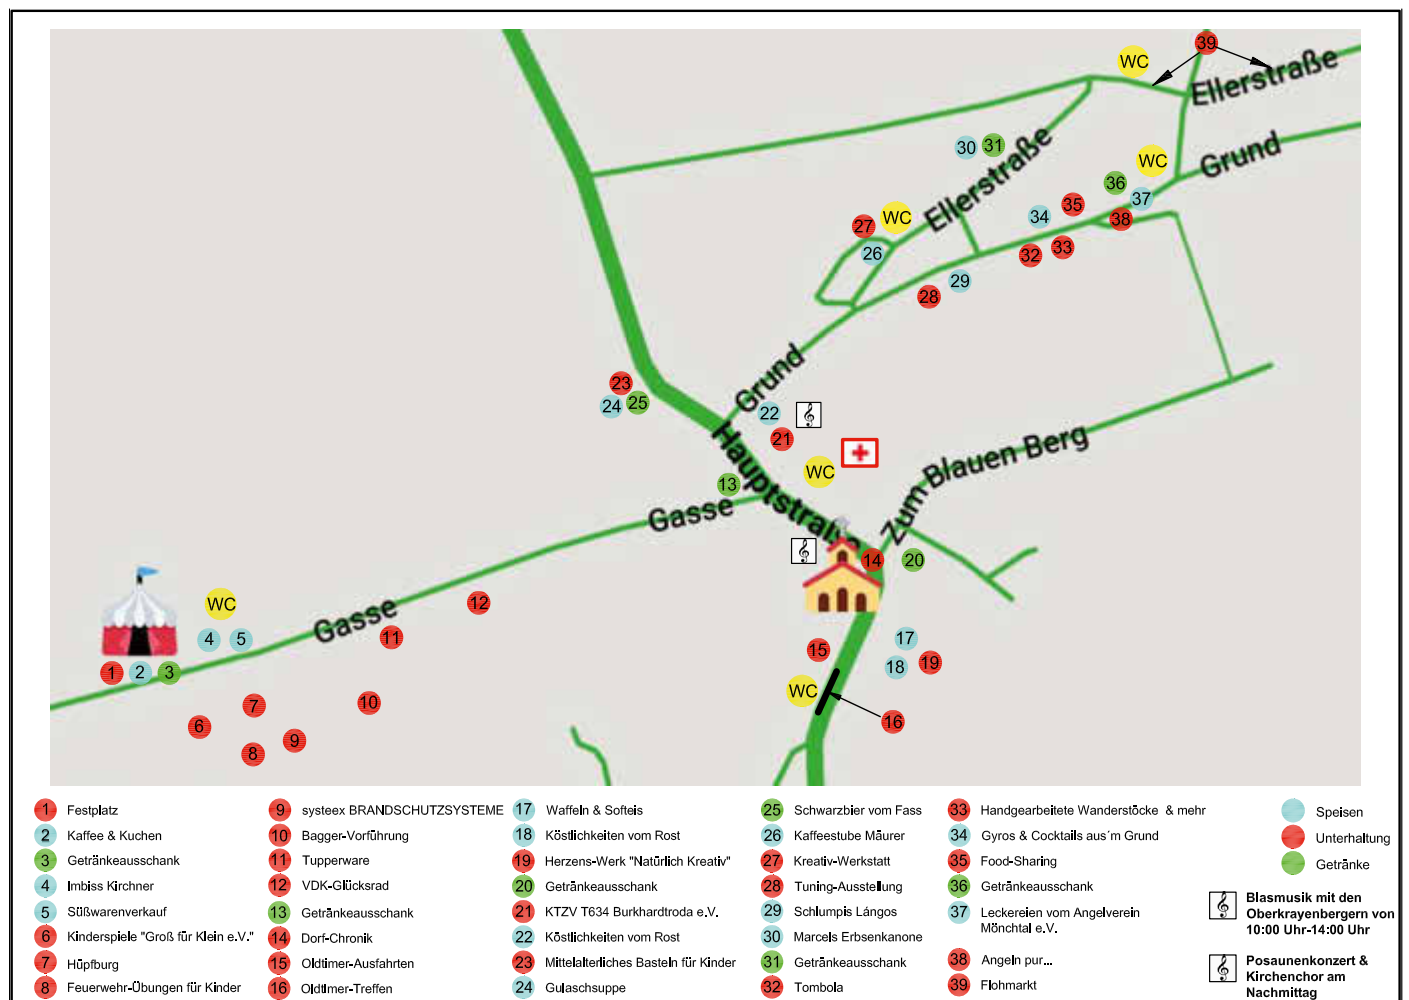 39
WC
Ellerstraße
30
31
Ellerstraße
WC
Grund
36
37
27
WC
34
35
38
26
33
32
29
28
Grund
23
24
25
22
21
Hauptstraße
WC
Zum Blauen Berg
13
Gasse
14
20
WC
12
4
5
Gasse
11
17
15
18
19
1
2
3
WC
10
7
6
16
9
8
1 Festplatz
2 Kaffee & Kuchen
3 Getränkeausschank
4 Imbiss Kirchner
5 Süßwarenverkauf
6 Kinderspiele "Groß für Klein e.V."
7 Hüpfburg
8 Feuerwehr-Übungen für Kinder
9 systeex BRANDSCHUTZSYSTEME
10 Bagger-Vorführung
11 Tupperware
12 VDK-Glücksrad
13 Getränkeausschank
14 Dorf-Chronik
15 Oldtimer-Ausfahrten
16 Oldtimer-Treffen
17 Waffeln & Softeis
18 Köstlichkeiten vom Rost
19 Herzens-Werk "Natürlich Kreativ"
20 Getränkeausschank
21 KTZV T634 Burkhardtroda e.V.
22 Köstlichkeiten vom Rost
23 Mittelalterliches Basteln für Kinder
24 Gulaschsuppe
25 Schwarzbier vom Fass
26 Kaffeestube Maurer
27 Kreativ-Werkstatt
28 Tuning-Ausstellung
29 Schlumpis Lángos
30 Marcels Erbsenkanone
31 Getränkeausschank
32 Tombola
33 Handgearbeitete Wanderstöcke & mehr
34 Gyros & Cocktails aus´m Grund
35 Food-Sharing
36 Getränkeausschank
37 Leckereien vom Angelverein
Mönchtal e.V.
38 Angeln pur...
39 Flohmarkt
Speisen
Unterhaltung
Getränke
Blasmusik mit den
Oberkrayenbergern von
10:00 Uhr-14:00 Uhr
Posaunenkonzert &
Kirchenchor am
Nachmittag